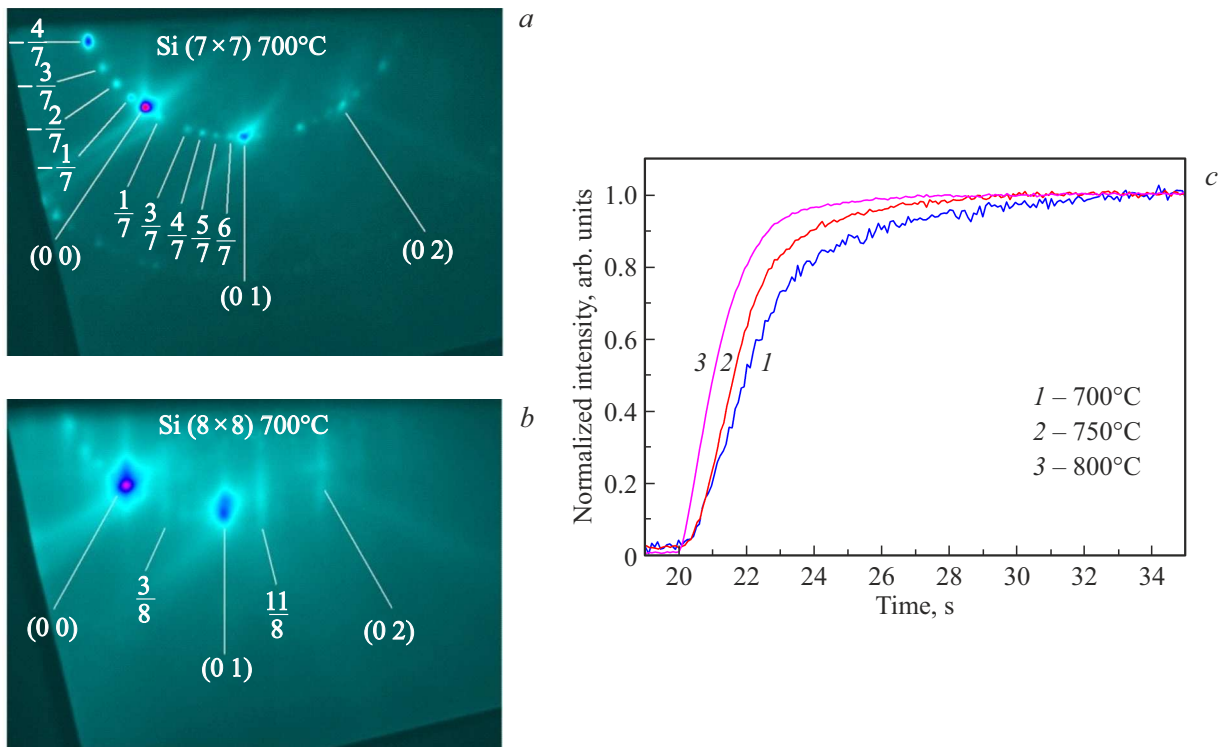 a
Si (7×7) 700°C
−4/7
−3/7
−2/7
−1/7
(0 0)
1/7
3/7
4/7
5/7
6/7
(0 1)
(0 2)
b
Si (8×8) 700°C
(0 0)
3/8
(0 1)
11/8
(0 2)
c
Normalized intensity, arb. units
1.0
0.8
0.6
0.4
0.2
0
3 2 1
1 – 700°C
2 – 750°C
3 – 800°C
20 22 24 26 28 30 32 34
Time, s